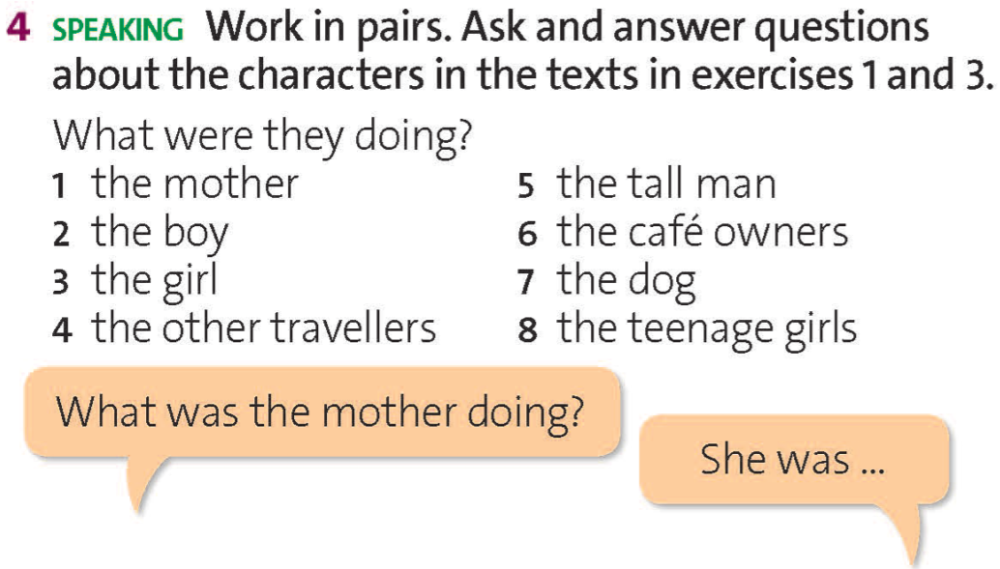 4 SPEAKING Work in pairs. Ask and answer questions
about the characters in the texts in exercises 1 and 3.
What were they doing?
1 the mother
2 the boy
3 the girl
4 the other travellers
5 the tall man
6 the café owners
7 the dog
8 the teenage girls
What was the mother doing?
She was ...